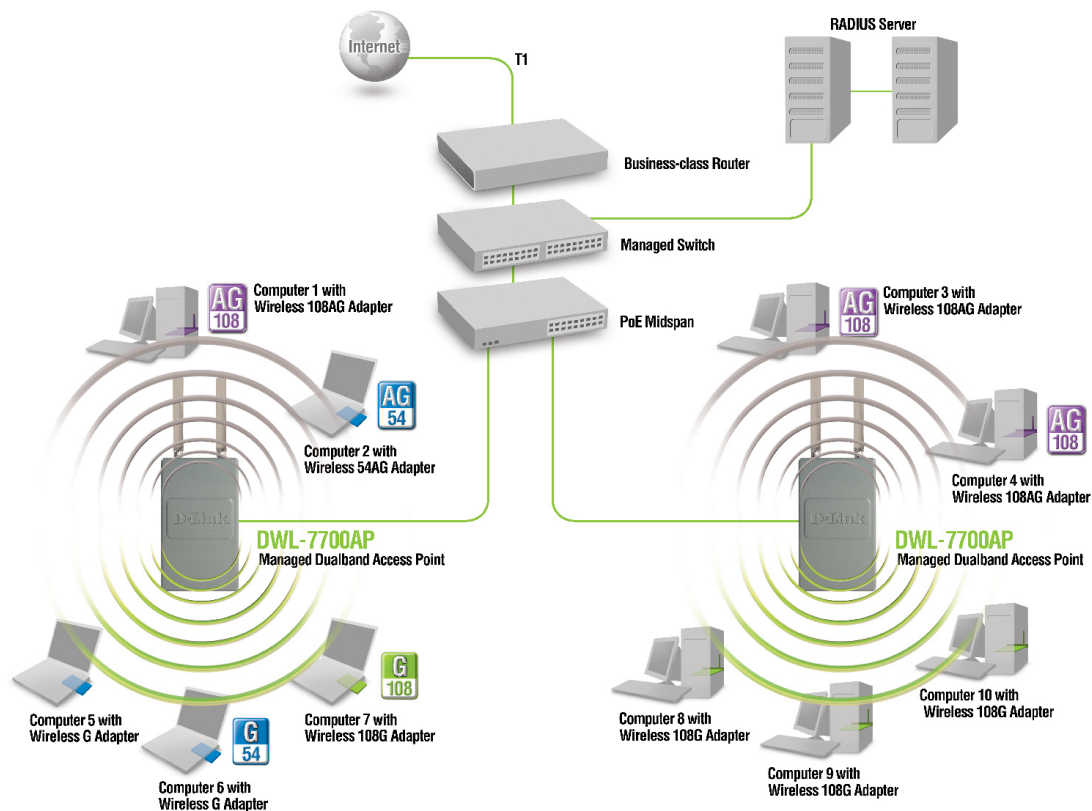 Internet
T1
RADIUS Server
Business-class Router
Managed Switch
PoE Midspan
Computer 1 with
Wireless 108AG Adapter
AG
108
AG
54
Computer 2 with
Wireless 54AG Adapter
D-Link
DWL-7700AP
Managed Dualband Access Point
Computer 5 with
Wireless G Adapter
G
54
Computer 6 with
Wireless G Adapter
G
108
Computer 7 with
Wireless 108G Adapter
AG
108
Computer 3 with
Wireless 108AG Adapter
AG
108
Computer 4 with
Wireless 108AG Adapter
D-Link
DWL-7700AP
Managed Dualband Access Point
Computer 8 with
Wireless 108G Adapter
Computer 9 with
Wireless 108G Adapter
Computer 10 with
Wireless 108G Adapter